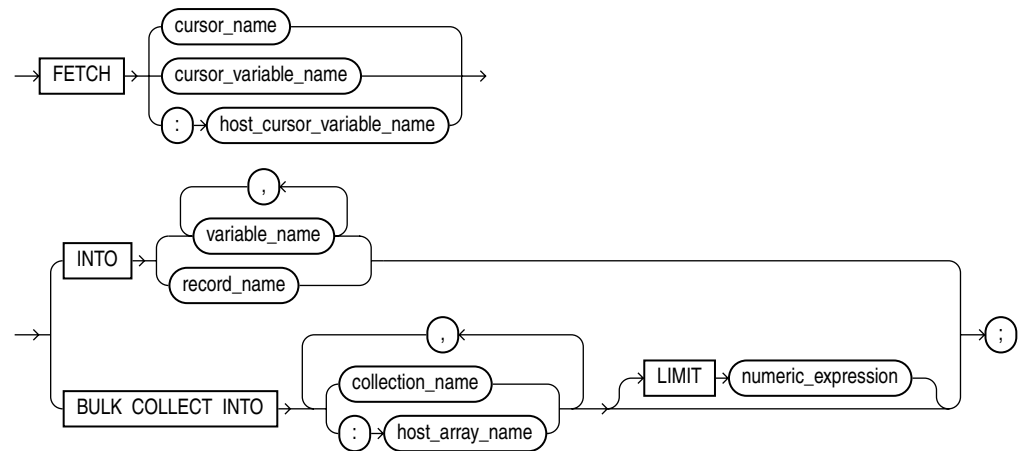 cursor_name
FETCH cursor_variable_name
: host_cursor_variable_name
,
variable_name
INTO
record_name
;
,
collection_name LIMIT numeric_expression
BULK COLLECT INTO
: host_array_name